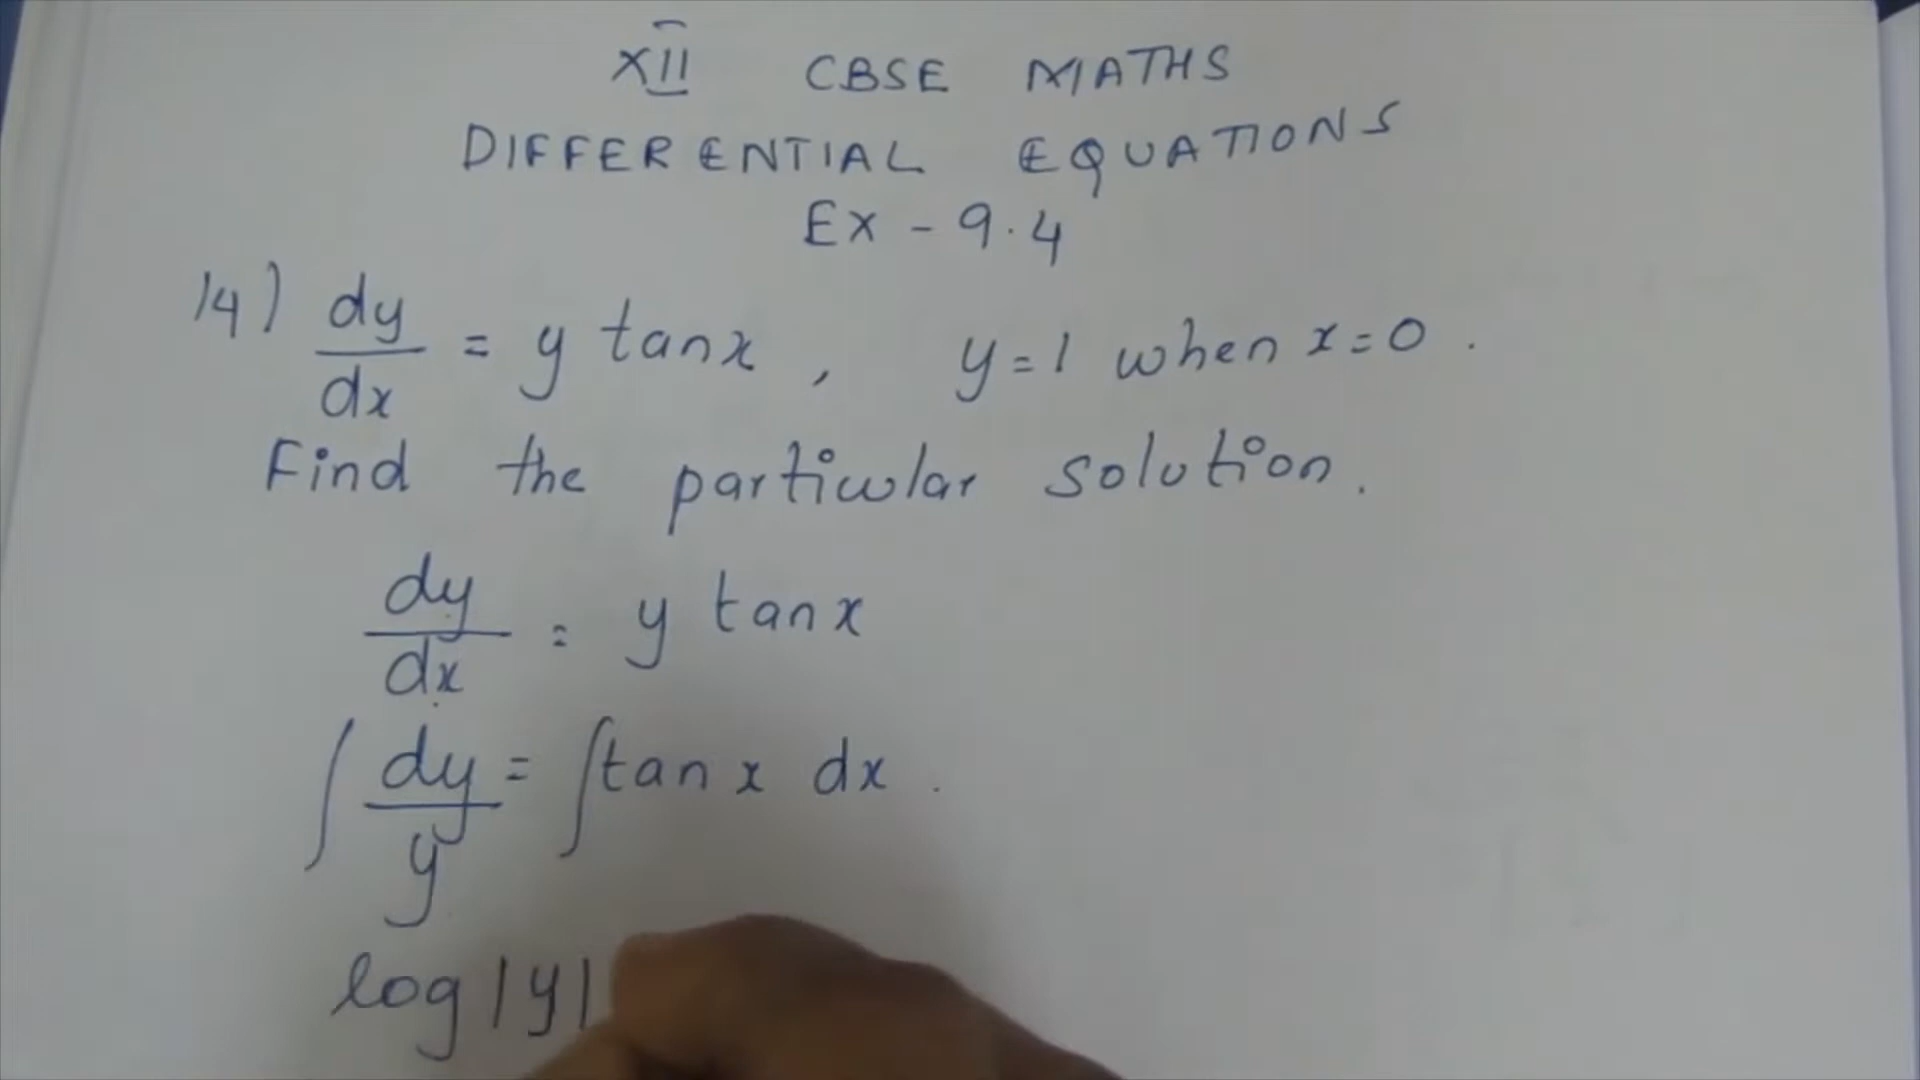 XII CBSE MATHS
DIFFERENTIAL EQUATIONS
EX - 9.4
14) dy/dx = y tanx , y=1 when x=0 .
Find the particular solution.
dy/dx = y tanx
∫ dy/y = ∫tan x dx .
log |y|